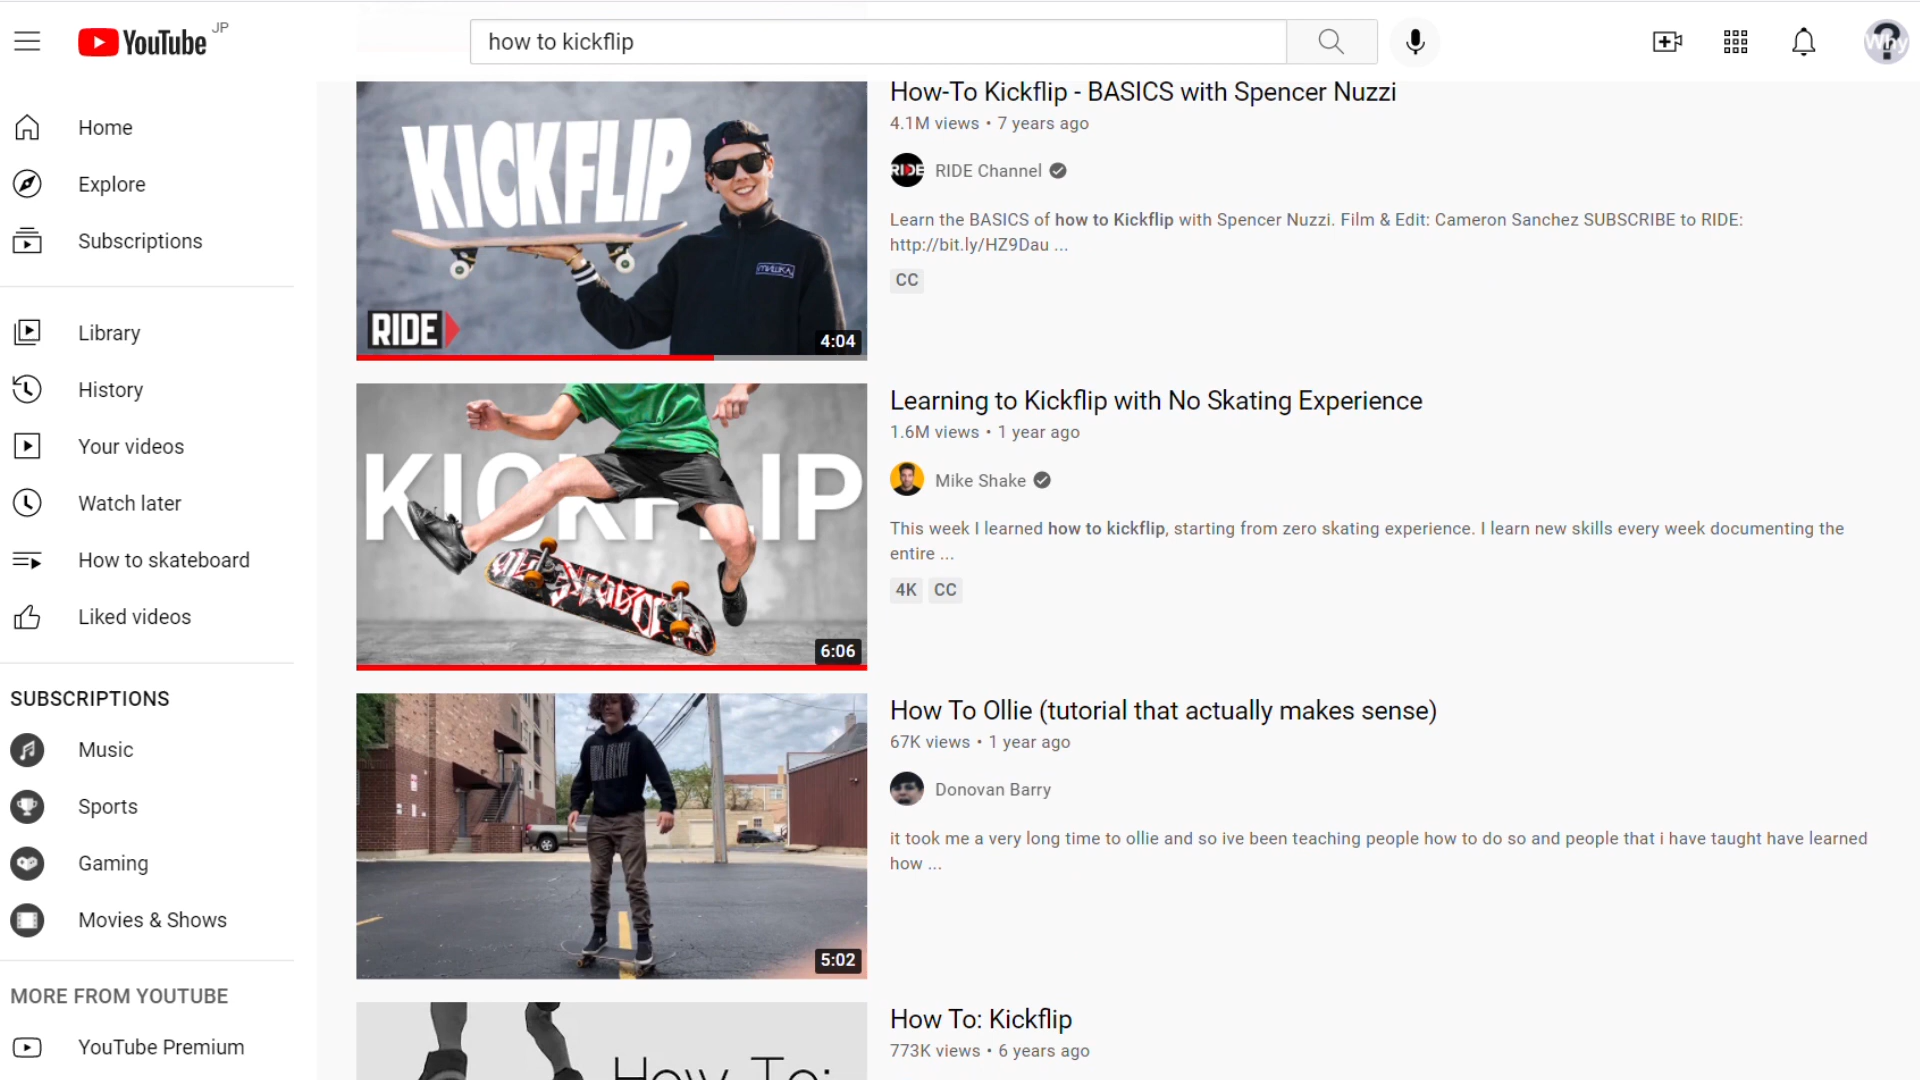 YouTube JP
how to kickflip
Why
Home
Explore
Subscriptions
Library
History
Your videos
Watch later
How to skateboard
Liked videos
SUBSCRIPTIONS
Music
Sports
Gaming
Movies & Shows
MORE FROM YOUTUBE
YouTube Premium
KICKFLIP
RIDE
4:04
How-To Kickflip - BASICS with Spencer Nuzzi
4.1M views • 7 years ago
RIDE
RIDE Channel
Learn the BASICS of how to Kickflip with Spencer Nuzzi. Film & Edit: Cameron Sanchez SUBSCRIBE to RIDE:
http://bit.ly/HZ9Dau ...
CC
KICKFLIP
6:06
Learning to Kickflip with No Skating Experience
1.6M views • 1 year ago
Mike Shake
This week I learned how to kickflip, starting from zero skating experience. I learn new skills every week documenting the
entire ...
4K CC
5:02
How To Ollie (tutorial that actually makes sense)
67K views • 1 year ago
Donovan Barry
it took me a very long time to ollie and so ive been teaching people how to do so and people that i have taught have learned
how ...
How To:
How To: Kickflip
773K views • 6 years ago